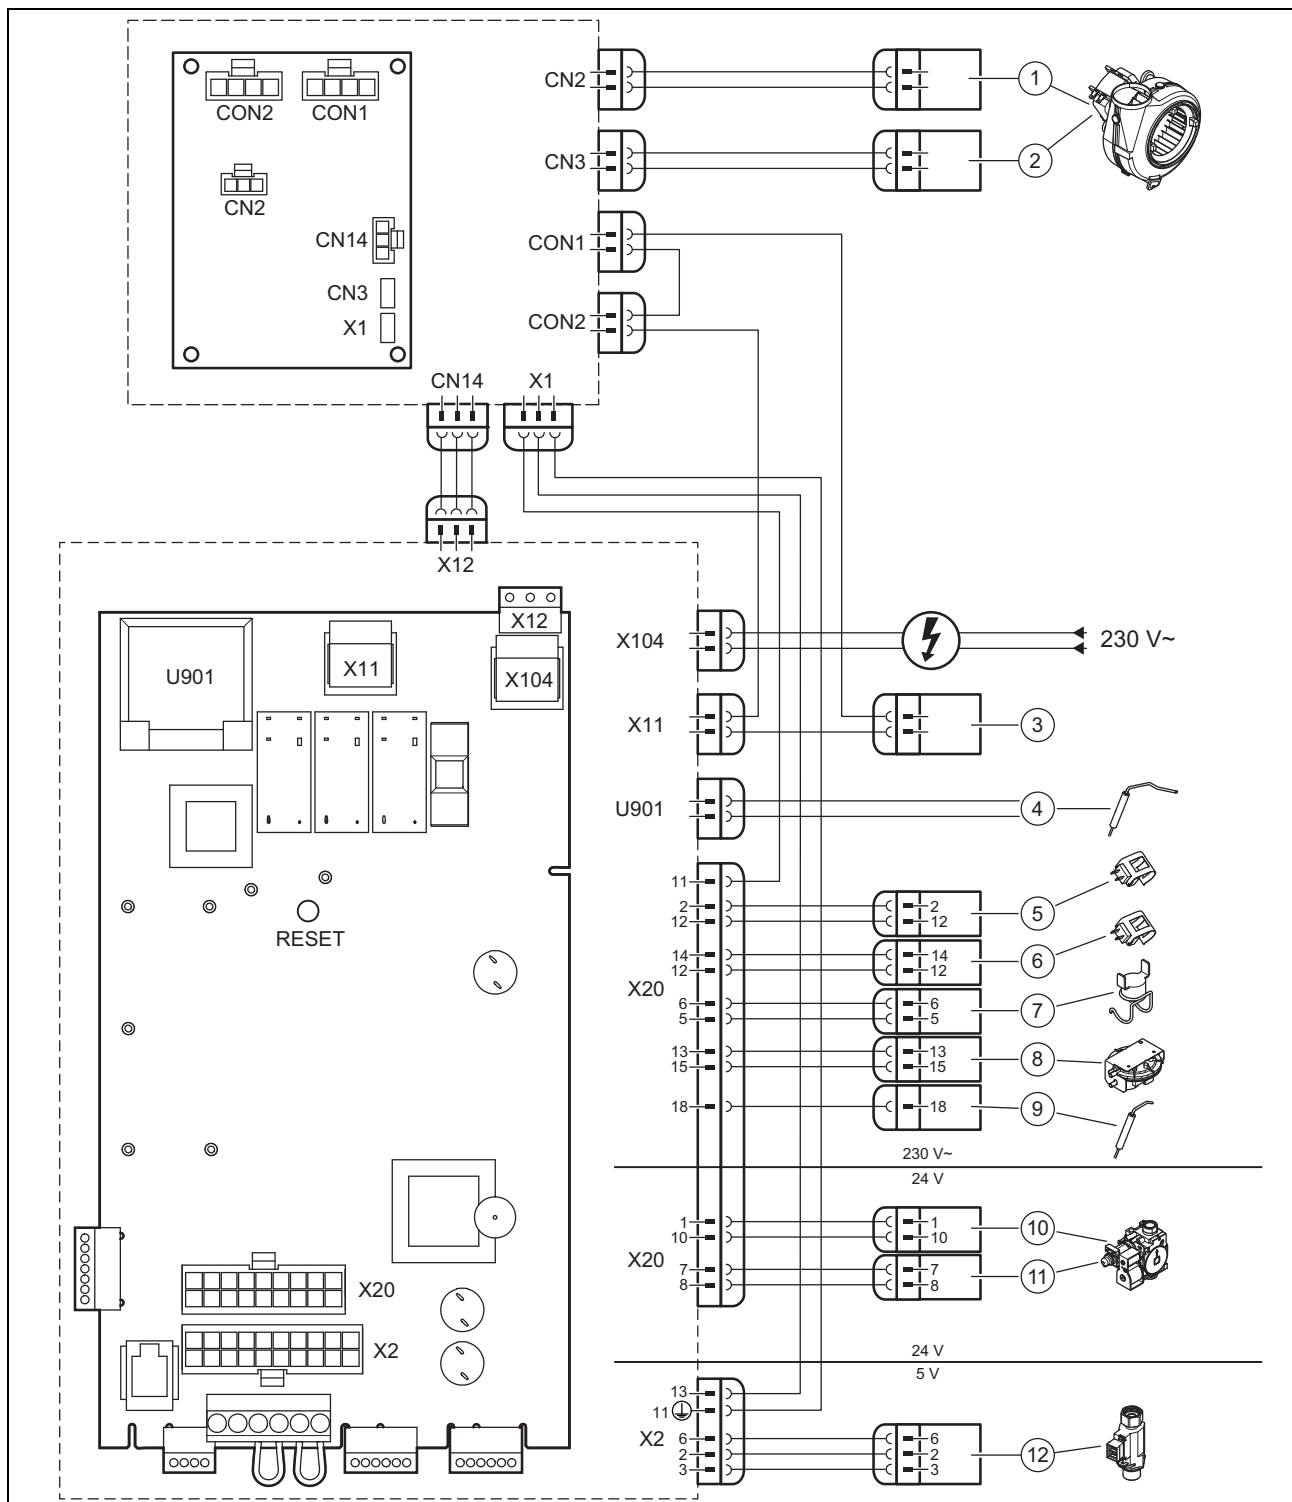 CON2 CON1
CN2
CN14
CN3
X1
CN2
1
CN3
2
CON1
CON2
CN14 X1
X12
X12
U901
X11
X104
RESET
X20
X2
X104
230 V~
X11
3
U901
4
X20
11
2 2
12 12
5
14 14
12 12
6
6 6
5 5
7
13 13
15 15
8
18 18
9
230 V~
24 V
X20
1 1
10 10
10
7 7
8 8
11
24 V
5 V
X2
13
11
6 6
2 2
3 3
12